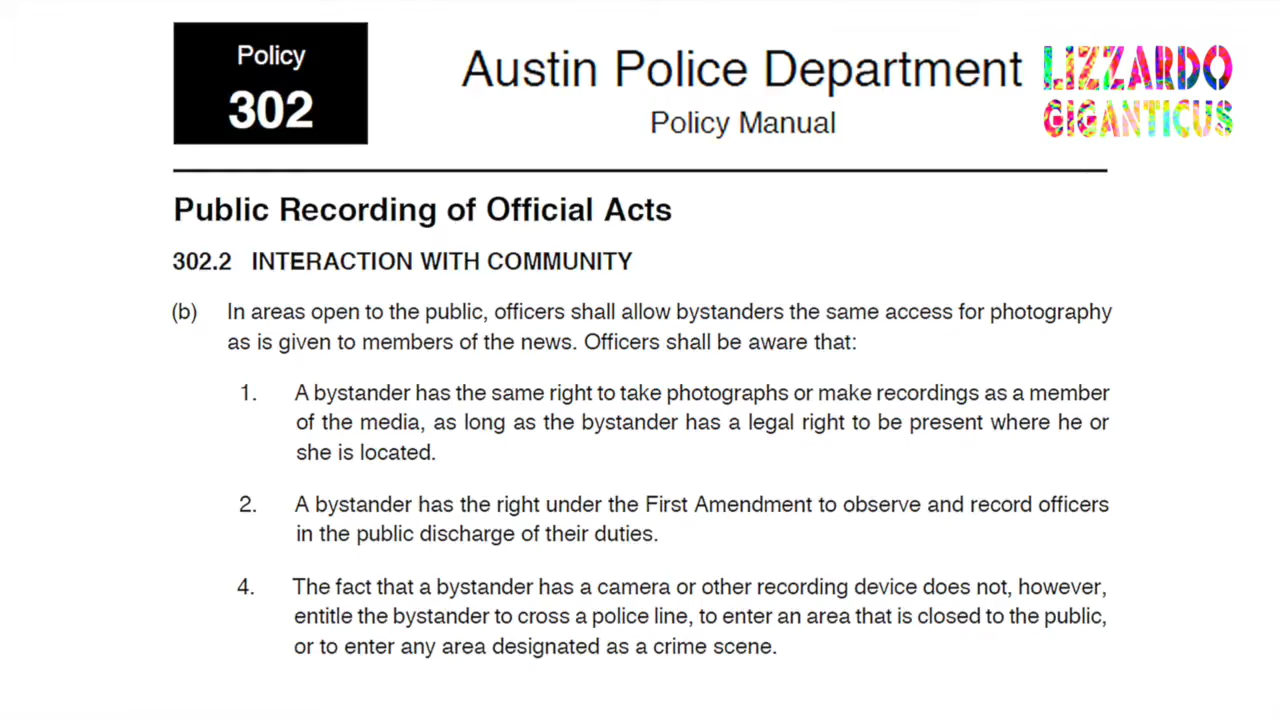 Policy
302
Austin Police Department
Policy Manual
LIZZARDO
GIGANTICUS
Public Recording of Official Acts
302.2 INTERACTION WITH COMMUNITY
(b) In areas open to the public, officers shall allow bystanders the same access for photography
as is given to members of the news. Officers shall be aware that:
1. A bystander has the same right to take photographs or make recordings as a member
of the media, as long as the bystander has a legal right to be present where he or
she is located.
2. A bystander has the right under the First Amendment to observe and record officers
in the public discharge of their duties.
4. The fact that a bystander has a camera or other recording device does not, however,
entitle the bystander to cross a police line, to enter an area that is closed to the public,
or to enter any area designated as a crime scene.